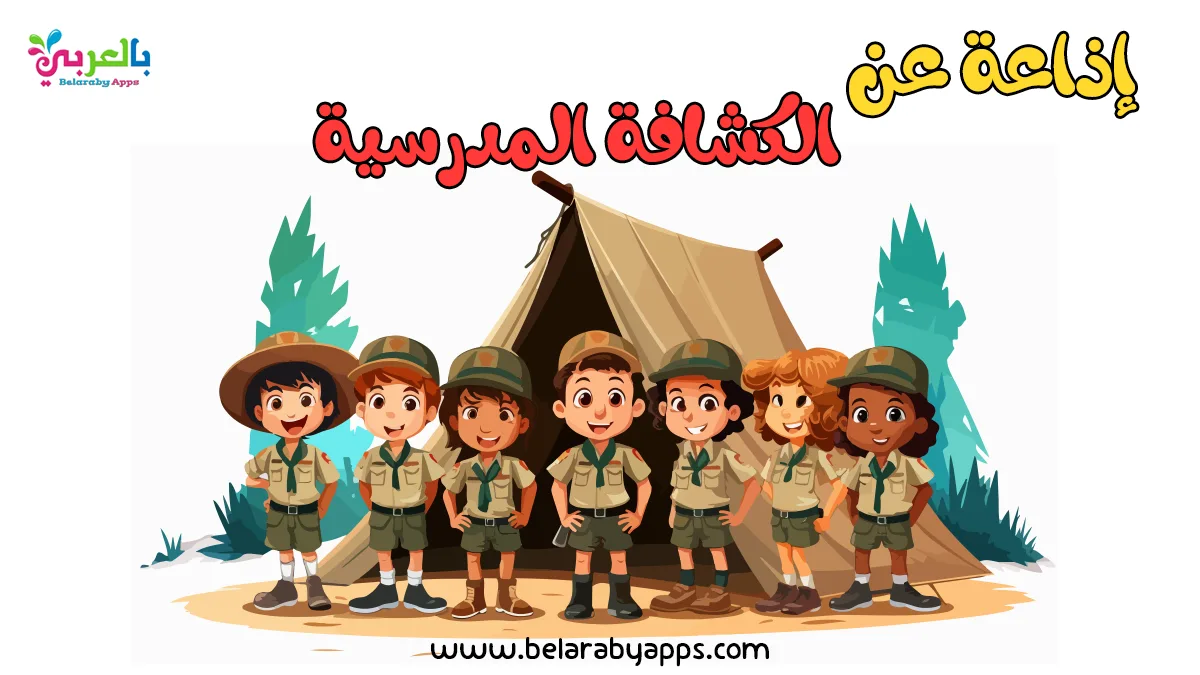 بالعربي
Belaraby Apps
إذاعة عن
الكشافة المدرسية
www.belarabyapps.com